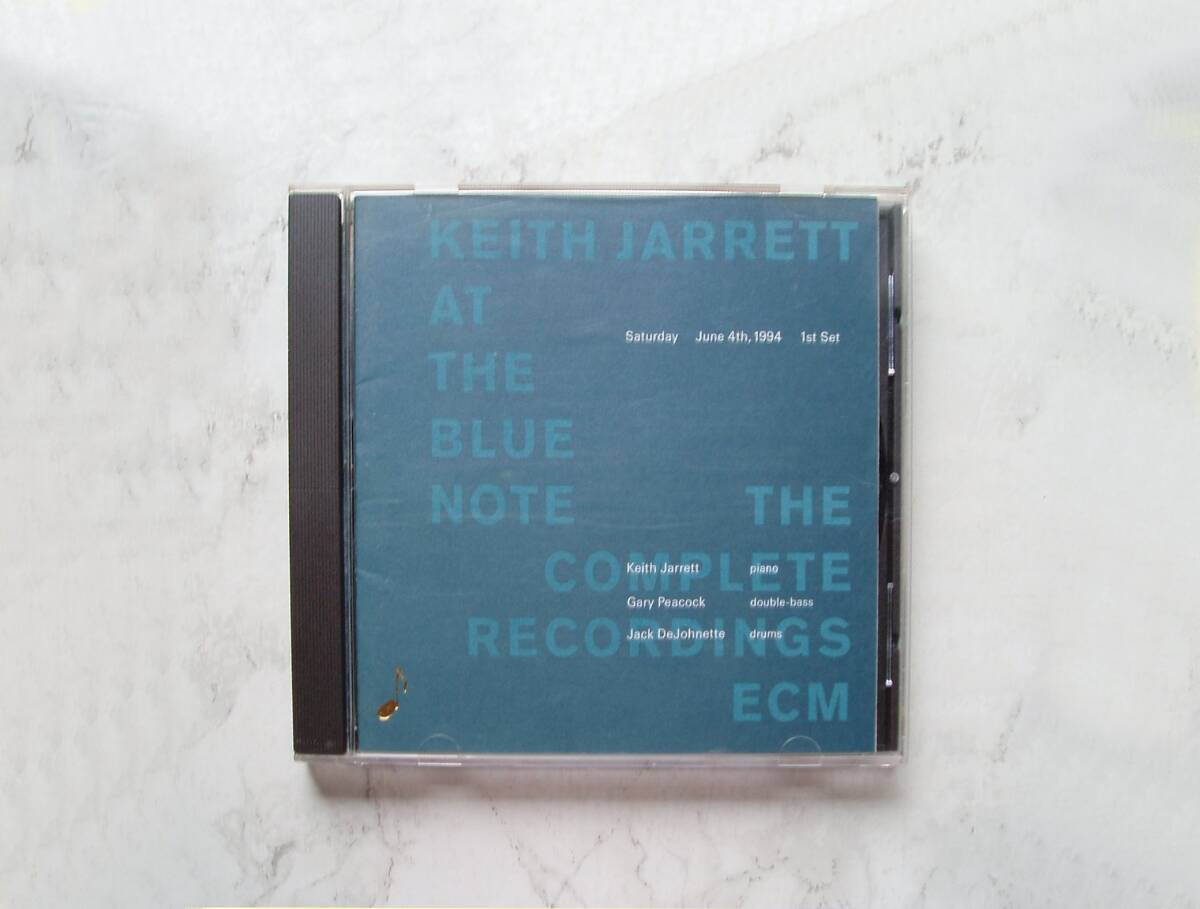 KEITH JARRETT
AT
Saturday June 4th, 1994 1st Set
THE
BLUE
NOTE THE
COMPLETE
Keith Jarrett piano
Gary Peacock double-bass
RECORDINGS
Jack DeJohnette drums
ECM